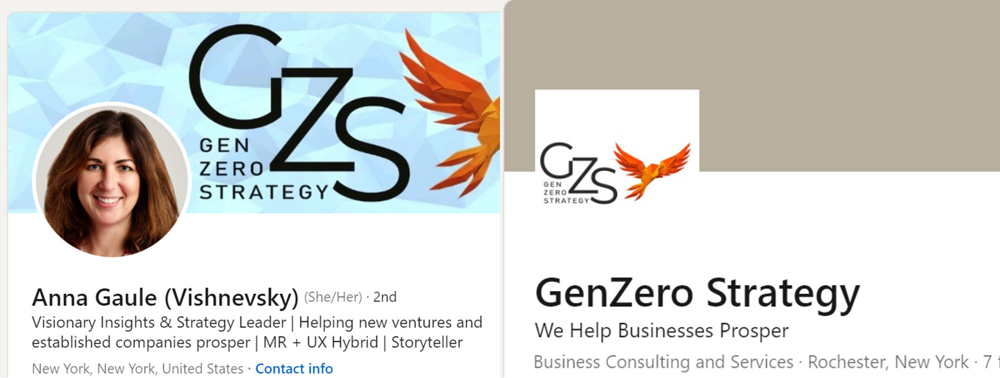 GZS
GEN
ZERO
STRATEGY
Anna Gaule (Vishnevsky) (She/Her) · 2nd
Visionary Insights & Strategy Leader | Helping new ventures and
established companies prosper | MR + UX Hybrid | Storyteller
New York, New York, United States · Contact info
GZS
GEN
ZERO
STRATEGY
GenZero Strategy
We Help Businesses Prosper
Business Consulting and Services · Rochester, New York · 7